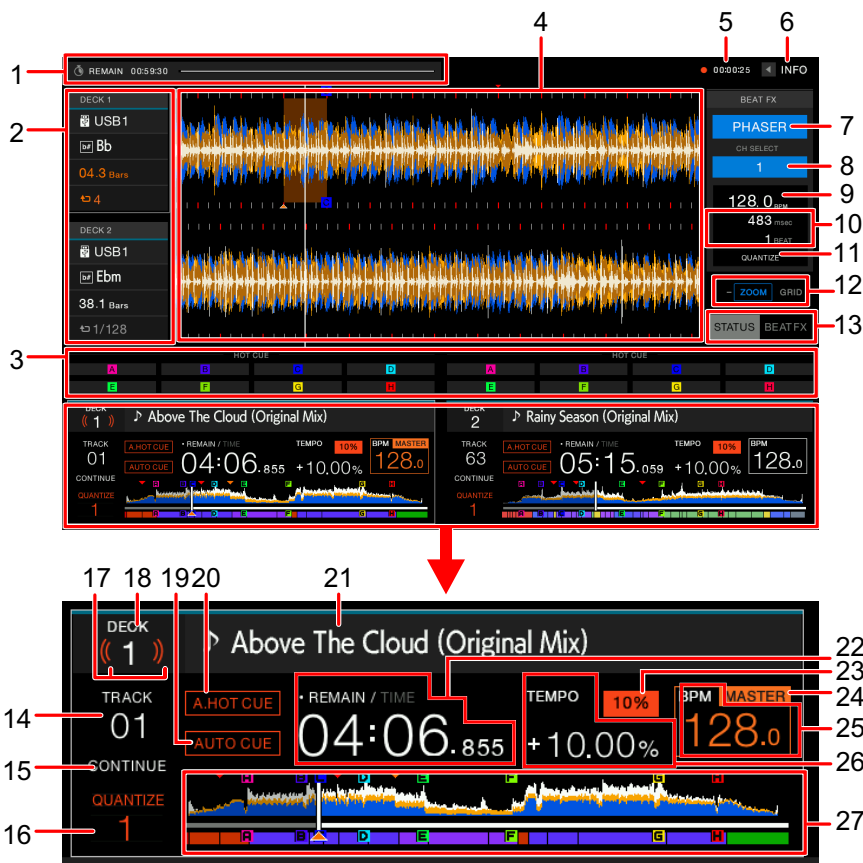 4 5 6
1 REMAIN 00:59:30 00:00:25 INFO
2 DECK 1
USB1
Bb
04.3 Bars
4
DECK 2
USB1
Ebm
38.1 Bars
1/128
BEAT FX
PHASER 7
CH SELECT
1 8
128.0 BPM 9
483 msec 10
1 BEAT
QUANTIZE 11
- ZOOM GRID 12
STATUS BEAT FX 13
3 HOT CUE HOT CUE
A B C D A B C D
E F G H E F G H
DECK
1
Above The Cloud (Original Mix)
TRACK
01
CONTINUE
QUANTIZE
1
A.HOT CUE
AUTO CUE
REMAIN / TIME
04:06.855
TEMPO 10%
+10.00%
BPM MASTER
128.0
A B C D E F G H
A B D E F G H
DECK
2
Rainy Season (Original Mix)
TRACK
63
CONTINUE
QUANTIZE
1
A.HOT CUE
AUTO CUE
REMAIN / TIME
05:15.059
TEMPO 10%
+10.00%
BPM
128.0
17 18 19 20 21
DECK
1
Above The Cloud (Original Mix)
22
23
24
25
26
27
14 TRACK
01
15 CONTINUE
QUANTIZE
16 1
A.HOT CUE
AUTO CUE
REMAIN / TIME
04:06.855
TEMPO 10%
+10.00%
BPM MASTER
128.0
A B C D E F G H
A B C D E F G H